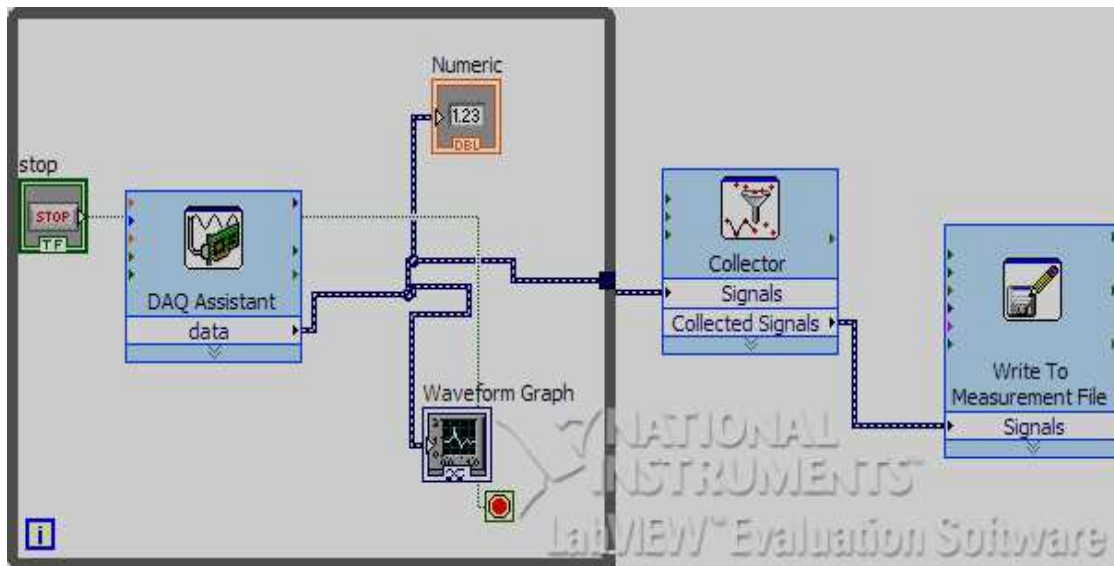 Numeric
1.23
DBL
stop
STOP
TF
DAQ Assistant
data
Waveform Graph
i
Collector
Signals
Collected Signals
Write To
Measurement File
Signals
NATIONAL
INSTRUMENTS
LabVIEW™ Evaluation Software